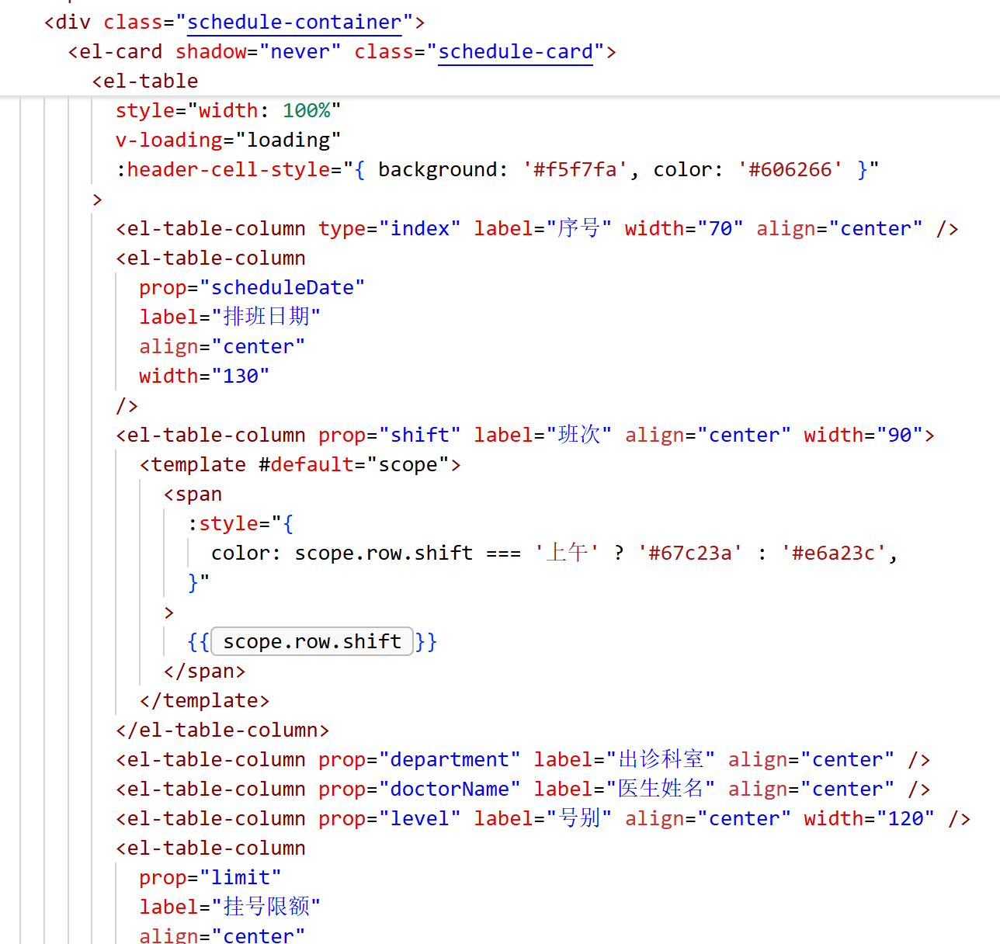 <div class="schedule-container">
<el-card shadow="never" class="schedule-card">
<el-table
style="width: 100%"
v-loading="loading"
:header-cell-style="{ background: '#f5f7fa', color: '#606266' }"
>
<el-table-column type="index" label="序号" width="70" align="center" />
<el-table-column
prop="scheduleDate"
label="排班日期"
align="center"
width="130"
/>
<el-table-column prop="shift" label="班次" align="center" width="90">
<template #default="scope">
<span
:style="{
color: scope.row.shift === '上午' ? '#67c23a' : '#e6a23c',
}"
>
{{ scope.row.shift }}
</span>
</template>
</el-table-column>
<el-table-column prop="department" label="出诊科室" align="center" />
<el-table-column prop="doctorName" label="医生姓名" align="center" />
<el-table-column prop="level" label="号别" align="center" width="120" />
<el-table-column
prop="limit"
label="挂号限额"
align="center"